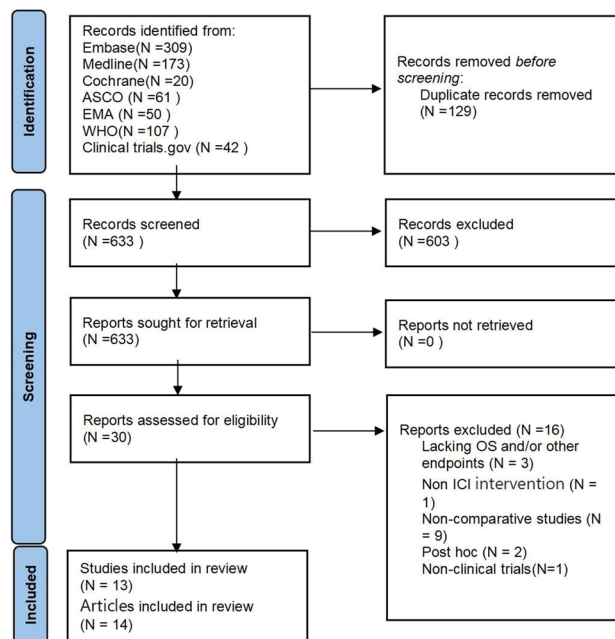 Identification
Records identified from:
Embase(N =309)
Medline(N =173)
Cochrane(N =20)
ASCO (N =61 )
EMA (N =50 )
WHO(N =107 )
Clinical trials.gov (N =42 )
Records removed before
screening:
Duplicate records removed
(N =129)
Screening
Records screened
(N =633 )
Records excluded
(N =603 )
Reports sought for retrieval
(N =633)
Reports not retrieved
(N =0 )
Reports assessed for eligibility
(N =30)
Reports excluded (N =16)
Lacking OS and/or other
endpoints (N = 3)
Non ICI intervention (N =
1)
Non-comparative studies (N
= 9)
Post hoc (N = 2)
Non-clinical trials(N=1)
Included
Studies included in review
(N = 13)
Articles included in review
(N = 14)